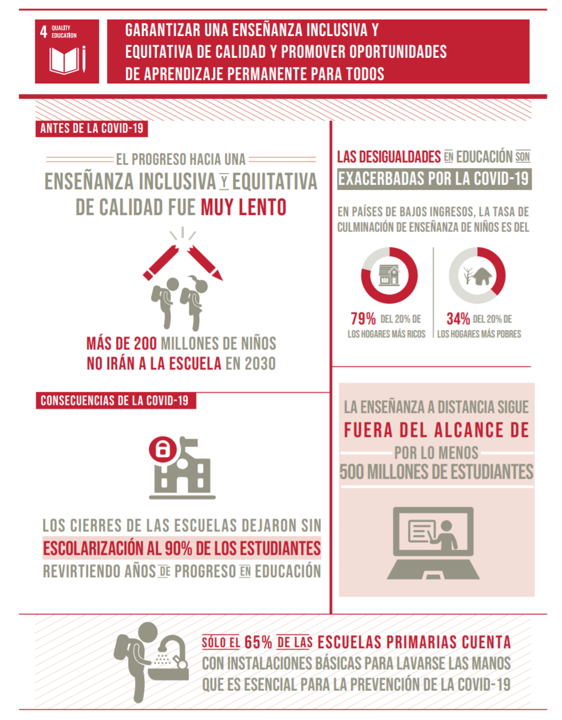 4 QUALITY
EDUCATION
GARANTIZAR UNA ENSEÑANZA INCLUSIVA Y
EQUITATIVA DE CALIDAD Y PROMOVER OPORTUNIDADES
DE APRENDIZAJE PERMANENTE PARA TODOS
ANTES DE LA COVID-19
EL PROGRESO HACIA UNA
ENSEÑANZA INCLUSIVA Y EQUITATIVA
DE CALIDAD FUE MUY LENTO
MÁS DE 200 MILLONES DE NIÑOS
NO IRÁN A LA ESCUELA EN 2030
LAS DESIGUALDADES EN EDUCACIÓN SON
EXACERBADAS POR LA COVID-19
EN PAÍSES DE BAJOS INGRESOS, LA TASA DE
CULMINACIÓN DE ENSEÑANZA DE NIÑOS ES DEL
79% DEL 20% DE
LOS HOGARES MÁS RICOS
34% DEL 20% DE
LOS HOGARES MÁS POBRES
CONSECUENCIAS DE LA COVID-19
LOS CIERRES DE LAS ESCUELAS DEJARON SIN
ESCOLARIZACIÓN AL 90% DE LOS ESTUDIANTES
REVIRTIENDO AÑOS DE PROGRESO EN EDUCACIÓN
LA ENSEÑANZA A DISTANCIA SIGUE
FUERA DEL ALCANCE DE
POR LO MENOS
500 MILLONES DE ESTUDIANTES
SÓLO EL 65% DE LAS ESCUELAS PRIMARIAS CUENTA
CON INSTALACIONES BÁSICAS PARA LAVARSE LAS MANOS
QUE ES ESENCIAL PARA LA PREVENCIÓN DE LA COVID-19